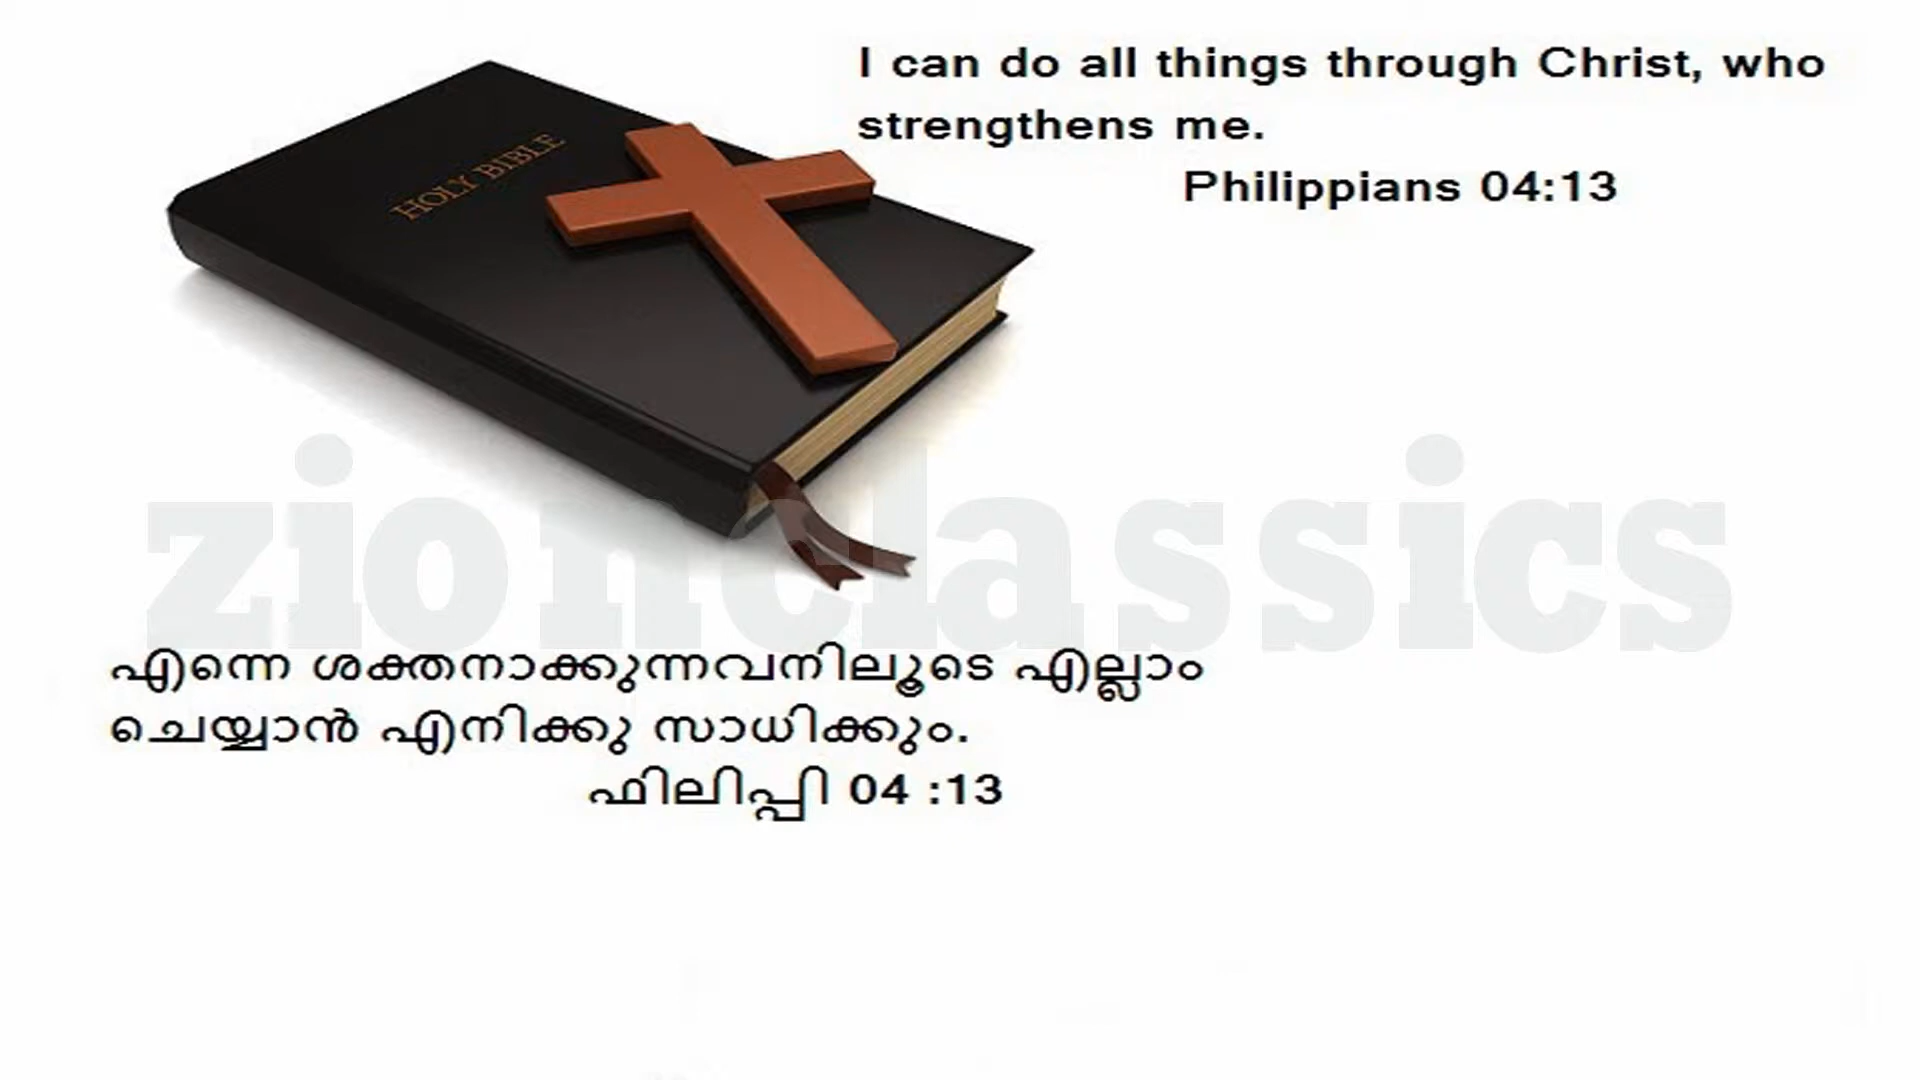 I can do all things through Christ, who
strengthens me.
Philippians 04:13
HOLY BIBLE
zionclassics
എന്നെ ശക്തനാക്കുന്നവനിലൂടെ എല്ലാം
ചെയ്യാൻ എനിക്കു സാധിക്കും.
ഫിലിപ്പി 04 :13